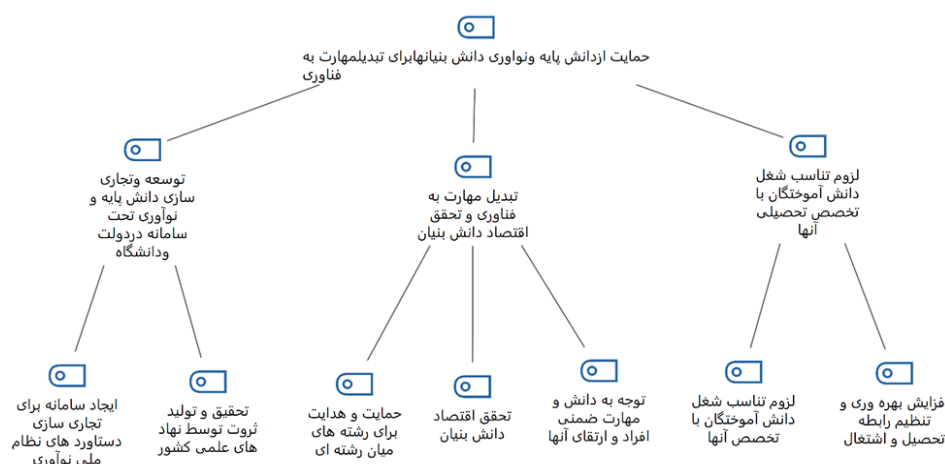 حمایت ازدانش پایه ونواوری دانش بنیانهابرای تبدیلمهارت به
فناوری
لزوم تناسب شغل
دانش آموختگان با
تخصص تحصیلی
آنها
تبدیل مهارت به
فناوری و تحقق
اقتصاد دانش بنیان
توسعه وتجاری
سازی دانش پایه و
نوآوری تحت
سامانه دردولت
ودانشگاه
فزایش بهره وری و
تنظیم رابطه
تحصیل و اشتغال
لزوم تناسب شغل
دانش آموختگان با
تخصص آنها
توجه به دانش و
مهارت ضمنی
افراد و ارتقای آنها
تحقق اقتصاد
دانش بنیان
حمایت و هدایت
برای رشته های
میان رشته ای
تحقیق و تولید
ثروت توسط نهاد
های علمی کشور
ایجاد سامانه برای
تجاری سازی
دستاورد های نظام
ملی نوآوری